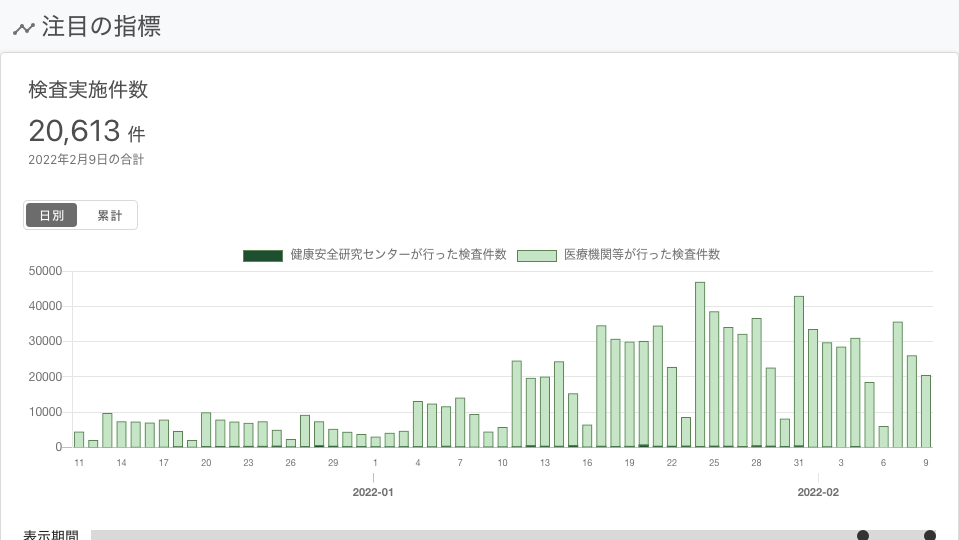 注目の指標
検査実施件数
20,613 件
2022年2月9日の合計
日別 累計
健康安全研究センターが行った検査件数 医療機関等が行った検査件数
50000
40000
30000
20000
10000
0
11 14 17 20 23 26 29 1 4 7 10 13 16 19 22 25 28 31 3 6 9
2022-01 2022-02
表示期間